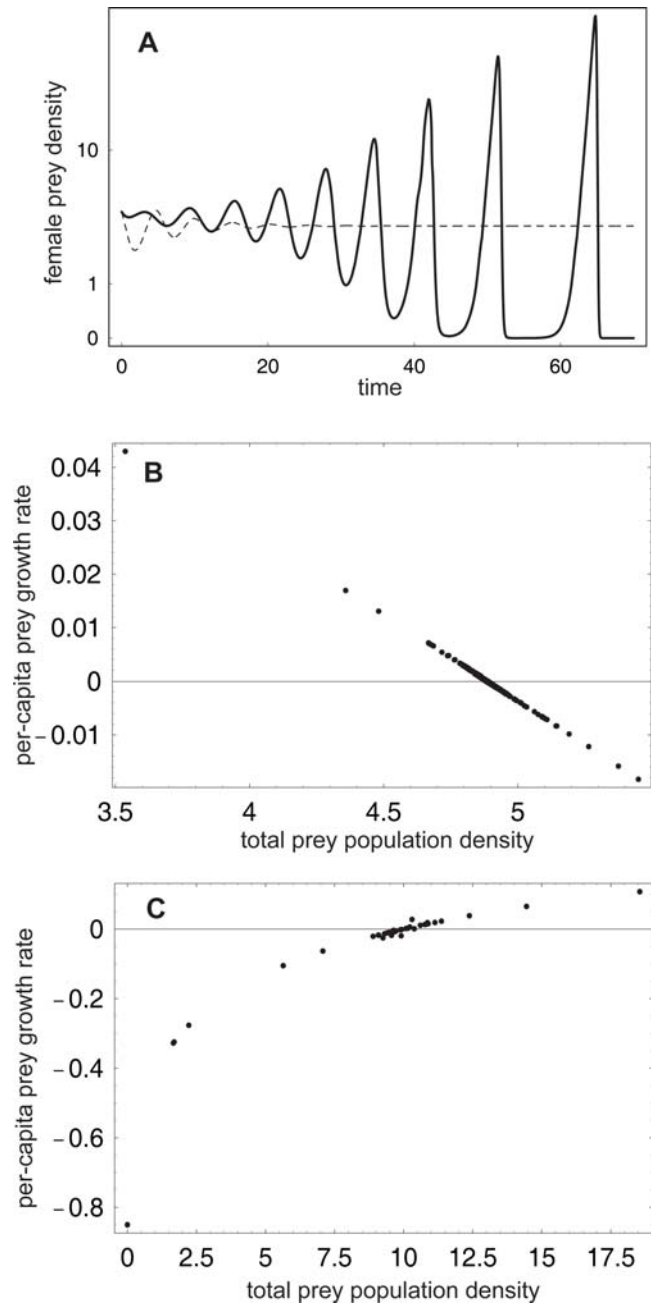 A
female prey density
10
1
0
0 20 40 60
time
B
per-capita prey growth rate
0.04
0.03
0.02
0.01
0
−0.01
3.5 4 4.5 5
total prey population density
C
per-capita prey growth rate
0
−0.2
−0.4
−0.6
−0.8
0 2.5 5 7.5 10 12.5 15 17.5
total prey population density